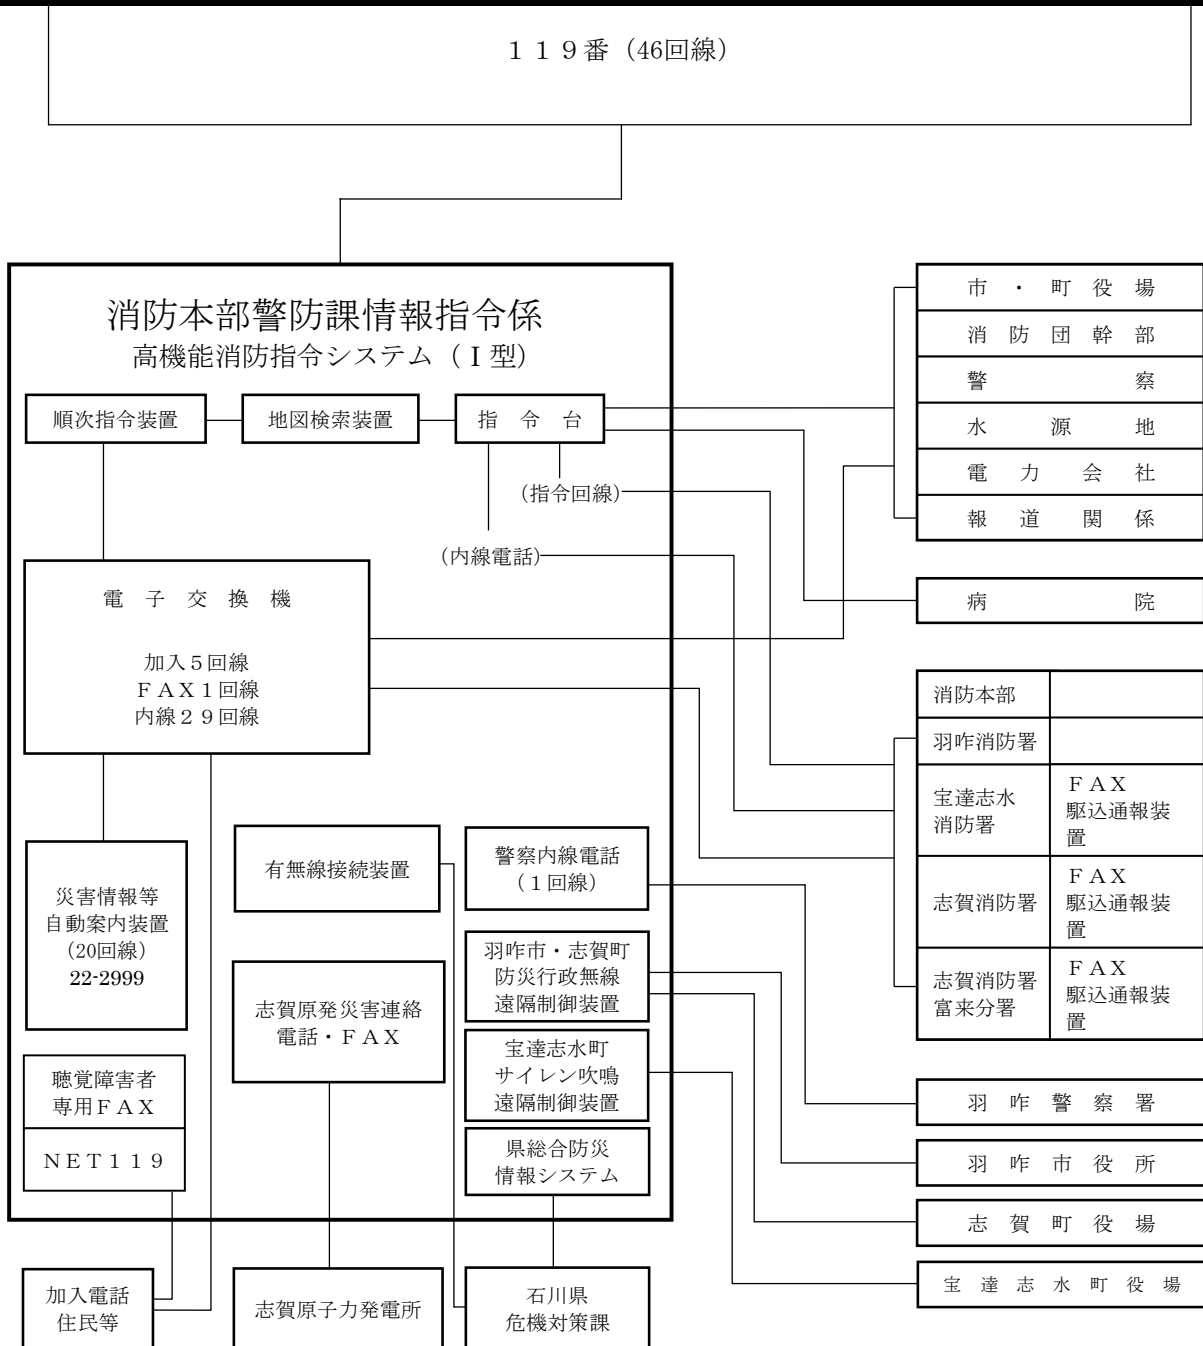 １１９番（46回線）
消防本部警防課情報指令係
高機能消防指令システム（Ⅰ型）
順次指令装置
地図検索装置
指令台
（指令回線）
（内線電話）
電子交換機
加入５回線
ＦＡＸ１回線
内線２９回線
災害情報等
自動案内装置
（20回線）
22-2999
有無線接続装置
警察内線電話
（１回線）
羽咋市・志賀町
防災行政無線
遠隔制御装置
志賀原発災害連絡
電話・ＦＡＸ
宝達志水町
サイレン吹鳴
遠隔制御装置
聴覚障害者
専用ＦＡＸ
ＮＥＴ１１９
県総合防災
情報システム
加入電話
住民等
志賀原子力発電所
石川県
危機対策課
市・町役場
消防団幹部
警察
水源地
電力会社
報道関係
病院
消防本部
羽咋消防署
宝達志水
消防署
ＦＡＸ
駆込通報装
置
志賀消防署
ＦＡＸ
駆込通報装
置
志賀消防署
富来分署
ＦＡＸ
駆込通報装
置
羽咋警察署
羽咋市役所
志賀町役場
宝達志水町役場